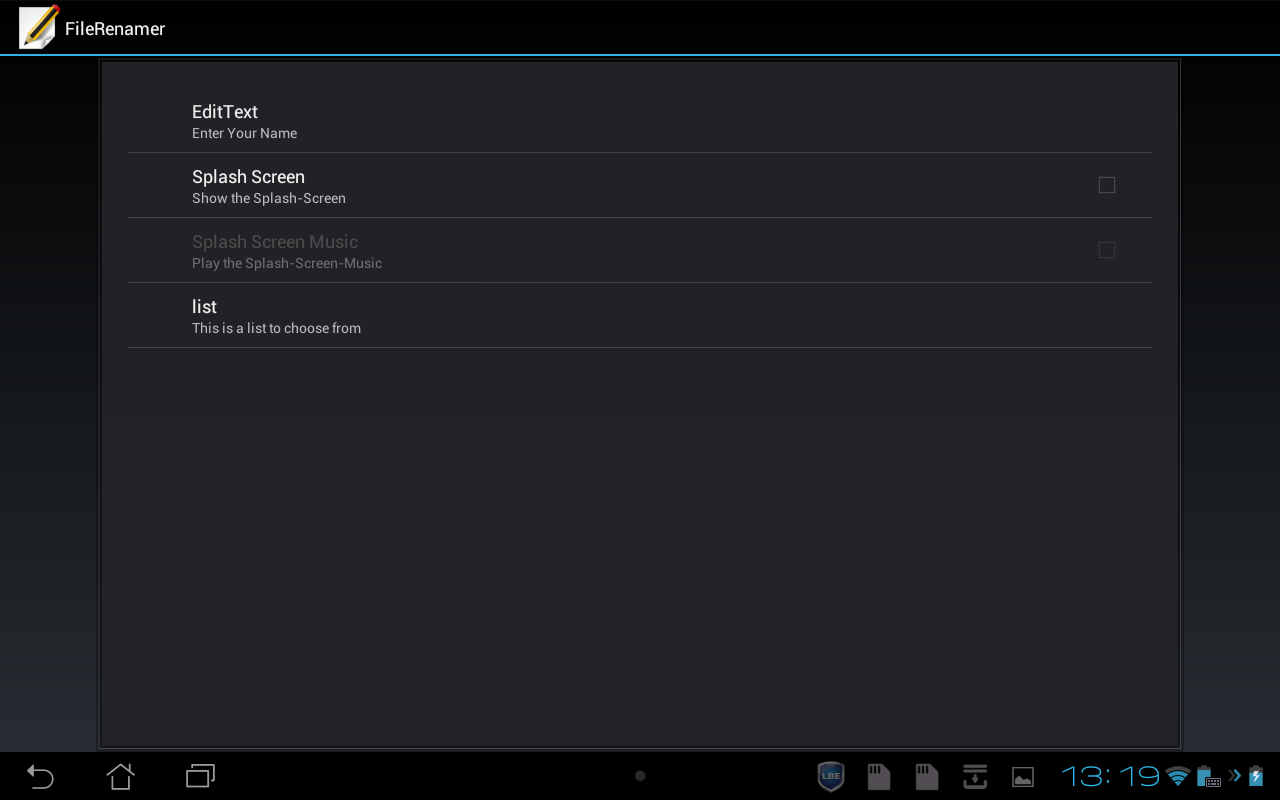 FileRenamer
EditText
Enter Your Name
Splash Screen
Show the Splash-Screen
Splash Screen Music
Play the Splash-Screen-Music
list
This is a list to choose from
LBE
13:19